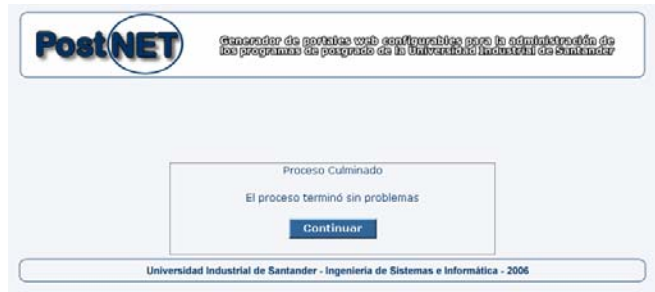 PostNET
Generador de portales web configurables para la administración de
los programas de posgrado de la Universidad Industrial de Santander
Proceso Culminado
El proceso terminó sin problemas
Continuar
Universidad Industrial de Santander - Ingeniería de Sistemas e Informática - 2006